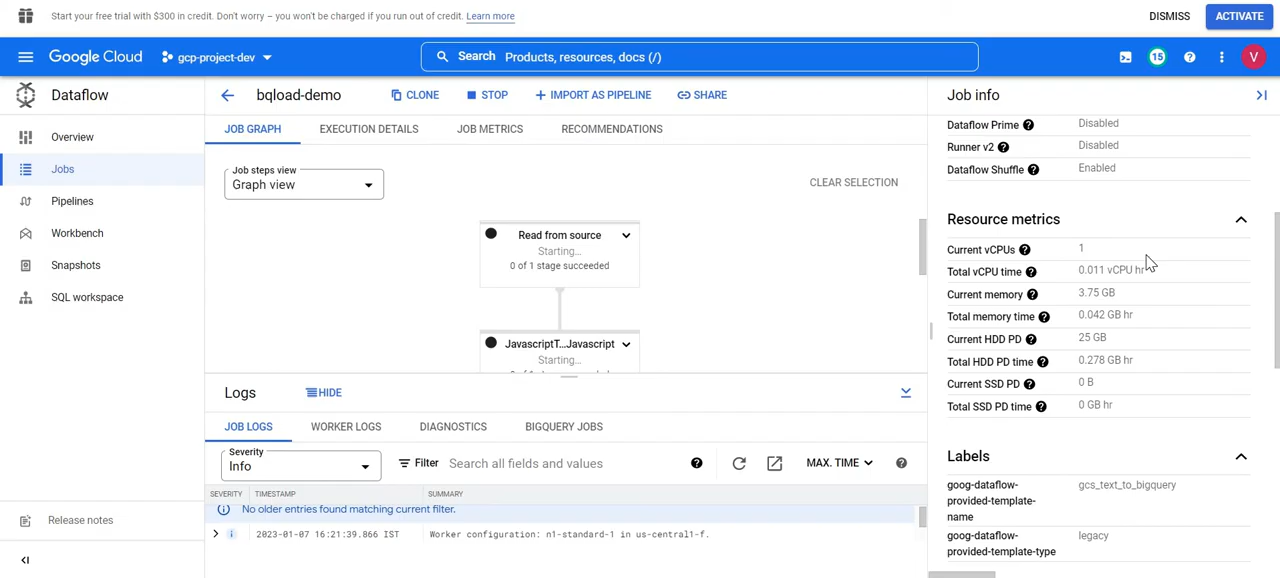 Start your free trial with $300 in credit. Don't worry – you won't be charged if you run out of credit. Learn more
DISMISS
ACTIVATE
Google Cloud
gcp-project-dev
Search Products, resources, docs (/)
15
V
Dataflow
Overview
Jobs
Pipelines
Workbench
Snapshots
SQL workspace
Release notes
bqload-demo
CLONE
STOP
IMPORT AS PIPELINE
SHARE
JOB GRAPH
EXECUTION DETAILS
JOB METRICS
RECOMMENDATIONS
Job steps view
Graph view
CLEAR SELECTION
Read from source
Starting...
0 of 1 stage succeeded
JavascriptT...Javascript
Starting...
Logs
HIDE
JOB LOGS
WORKER LOGS
DIAGNOSTICS
BIGQUERY JOBS
Severity
Info
Filter
Search all fields and values
MAX. TIME
SEVERITY TIMESTAMP SUMMARY
No older entries found matching current filter.
2023-01-07 16:21:39.866 IST Worker configuration: n1-standard-1 in us-central1-f.
Job info
Dataflow Prime Disabled
Runner v2 Disabled
Dataflow Shuffle Enabled
Resource metrics
Current vCPUs 1
Total vCPU time 0.011 vCPU hr
Current memory 3.75 GB
Total memory time 0.042 GB hr
Current HDD PD 25 GB
Total HDD PD time 0.278 GB hr
Current SSD PD 0 B
Total SSD PD time 0 GB hr
Labels
goog-dataflow- gcs_text_to_bigquery
provided-template-
name
goog-dataflow- legacy
provided-template-type